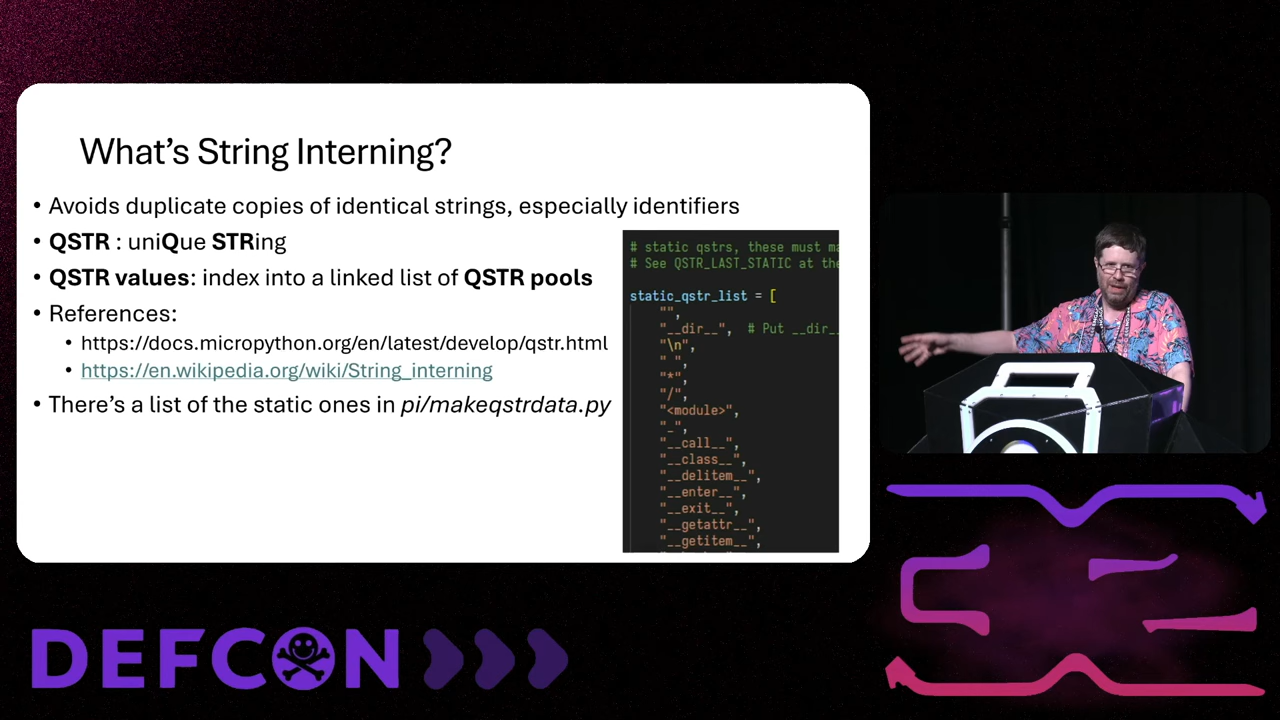 What's String Interning?
• Avoids duplicate copies of identical strings, especially identifiers
• QSTR : uniQue STRing
• QSTR values: index into a linked list of QSTR pools
• References:
• https://docs.micropython.org/en/latest/develop/qstr.html
• https://en.wikipedia.org/wiki/String_interning
• There's a list of the static ones in pi/makeqstrdata.py
# static qstrs, these must ma
# See QSTR_LAST_STATIC at the
static_qstr_list = [
"",
"__dir__",  # Put __dir__
"\n",
" ",
"*",
"/",
"<module>",
"_",
"__call__",
"__class__",
"__delitem__",
"__enter__",
"__exit__",
"__getattr__",
"__getitem__",
DEFCON